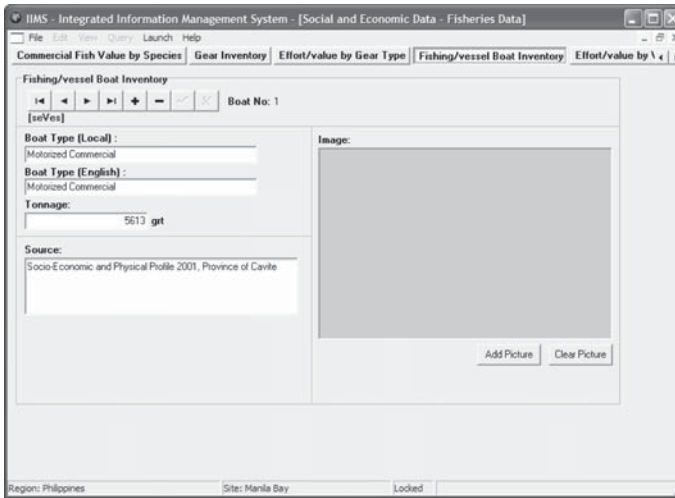 IIMS - Integrated Information Management System - [Social and Economic Data - Fisheries Data]
File Edit View Query Launch Help
Commercial Fish Value by Species Gear Inventory Effort/value by Gear Type Fishing/vessel Boat Inventory Effort/value by
Fishing/vessel Boat Inventory
Boat No: 1
[seVes]
Boat Type (Local) :
Motorized Commercial
Boat Type (English) :
Motorized Commercial
Tonnage:
5613 grt
Source:
Socio-Economic and Physical Profile 2001, Province of Cavite
Image:
Add Picture Clear Picture
Region: Philippines Site: Manila Bay Locked